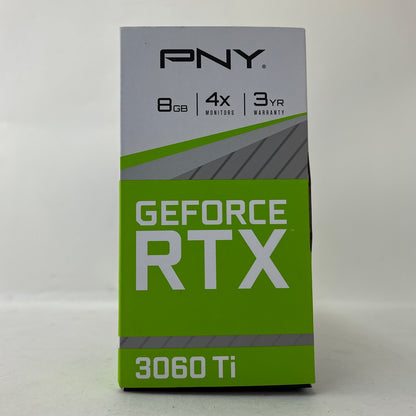 PNY®
8GB 4x MONITORS 3YR WARRANTY
GEFORCE
RTX
3060 Ti